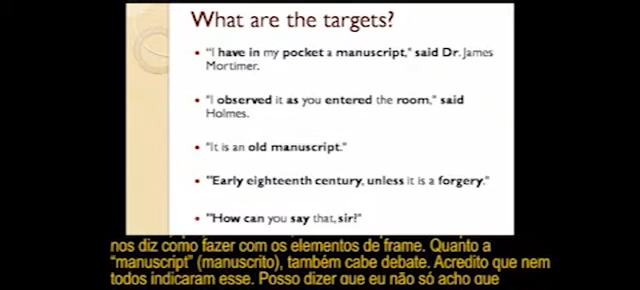 What are the targets?
• "I have in my pocket a manuscript," said Dr. James
Mortimer.
• "I observed it as you entered the room," said
Holmes.
• "It is an old manuscript."
• "Early eighteenth century, unless it is a forgery."
• "How can you say that, sir?"
nos diz como fazer com os elementos de frame. Quanto a
"manuscript" (manuscrito), também cabe debate. Acredito que nem
todos indicaram esse. Posso dizer que eu não só acho que